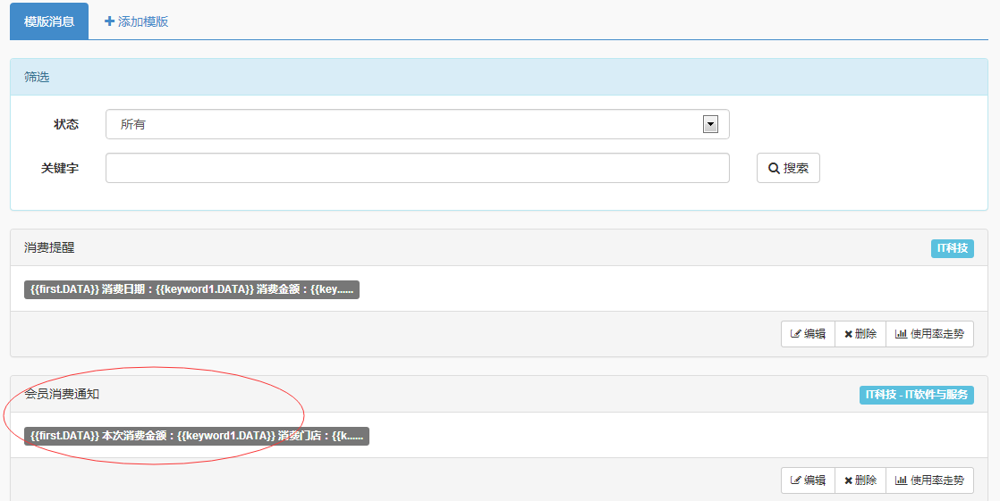 模版消息 添加模版
筛选
状态 所有
关键字 搜索
消费提醒 IT科技
{{first.DATA}} 消费日期：{{keyword1.DATA}} 消费金额：{{key......
编辑 删除 使用率走势
会员消费通知 IT科技 - IT软件与服务
{{first.DATA}} 本次消费金额：{{keyword1.DATA}} 消费门店：{{k......
编辑 删除 使用率走势